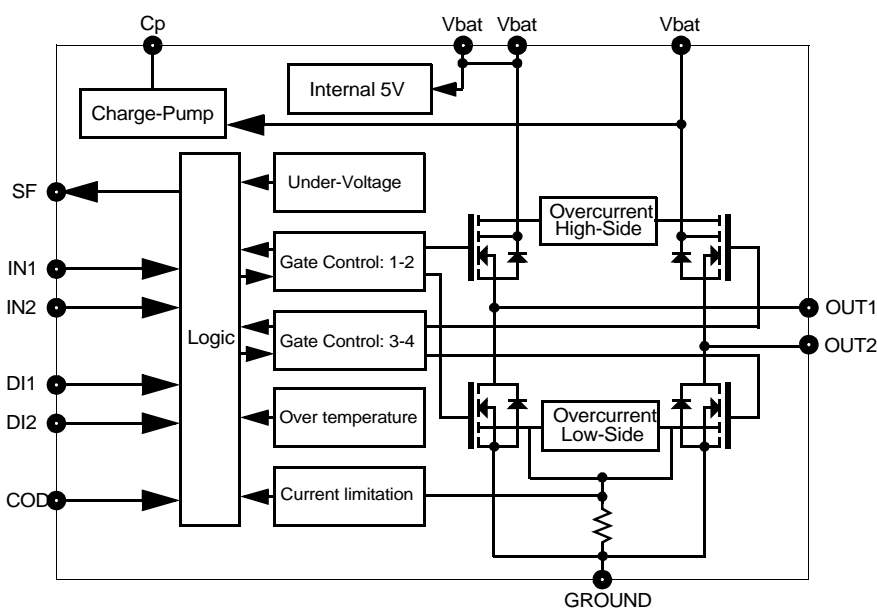 Cp
Vbat
Vbat
Vbat
Internal 5V
Charge-Pump
SF
Under-Voltage
Overcurrent
High-Side
IN1
Gate Control: 1-2
IN2
OUT1
Logic
Gate Control: 3-4
OUT2
DI1
DI2
Over temperature
Overcurrent
Low-Side
COD
Current limitation
GROUND